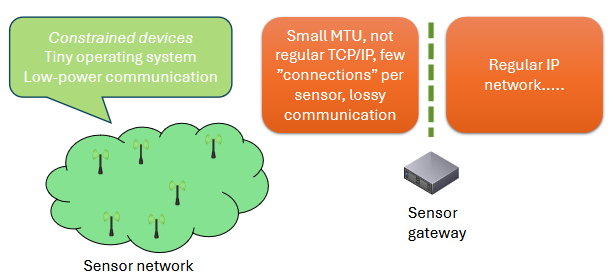 Constrained devices
Tiny operating system
Low-power communication
Small MTU, not
regular TCP/IP, few
”connections” per
sensor, lossy
communication
Regular IP
network.....
Sensor
gateway
Sensor network